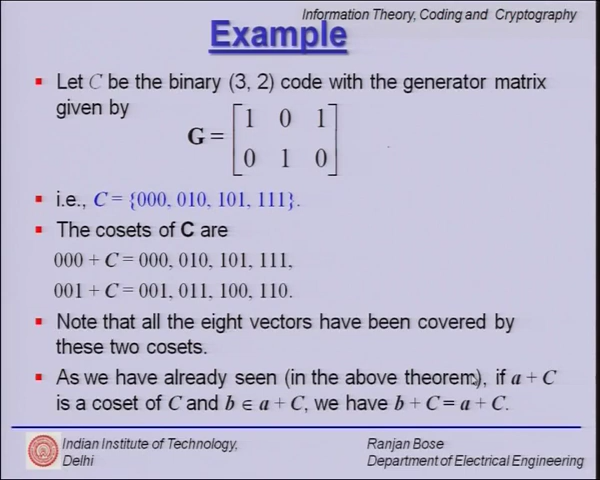 Information Theory, Coding and Cryptography
Example
Let C be the binary (3, 2) code with the generator matrix
given by
G = [1 0 1
0 1 0]
i.e., C = {000, 010, 101, 111}.
The cosets of C are
000 + C = 000, 010, 101, 111,
001 + C = 001, 011, 100, 110.
Note that all the eight vectors have been covered by
these two cosets.
As we have already seen (in the above theorem), if a + C
is a coset of C and b ∈ a + C, we have b + C = a + C.
Indian Institute of Technology, Ranjan Bose
Delhi Department of Electrical Engineering